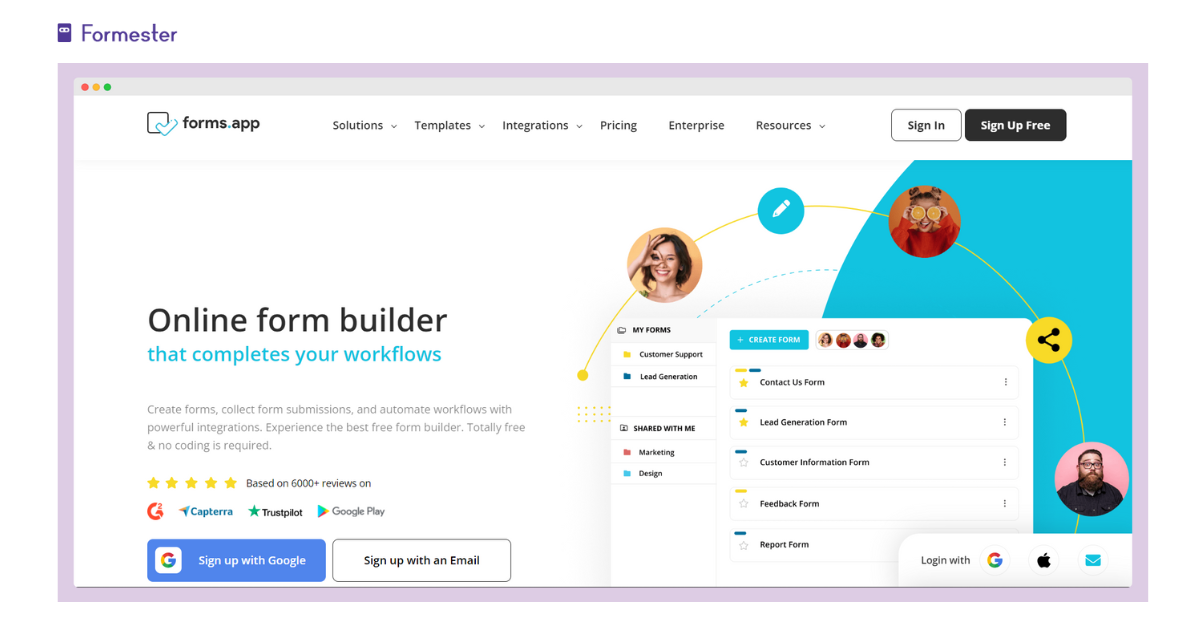 Formester
forms.app
Solutions
Templates
Integrations
Pricing
Enterprise
Resources
Sign In
Sign Up Free
Online form builder
that completes your workflows
Create forms, collect form submissions, and automate workflows with
powerful integrations. Experience the best free form builder. Totally free
& no coding is required.
Based on 6000+ reviews on
G2
Capterra
Trustpilot
Google Play
Sign up with Google
Sign up with an Email
MY FORMS
Customer Support
Lead Generation
SHARED WITH ME
Marketing
Design
+ CREATE FORM
Contact Us Form
Lead Generation Form
Customer Information Form
Feedback Form
Report Form
Login with